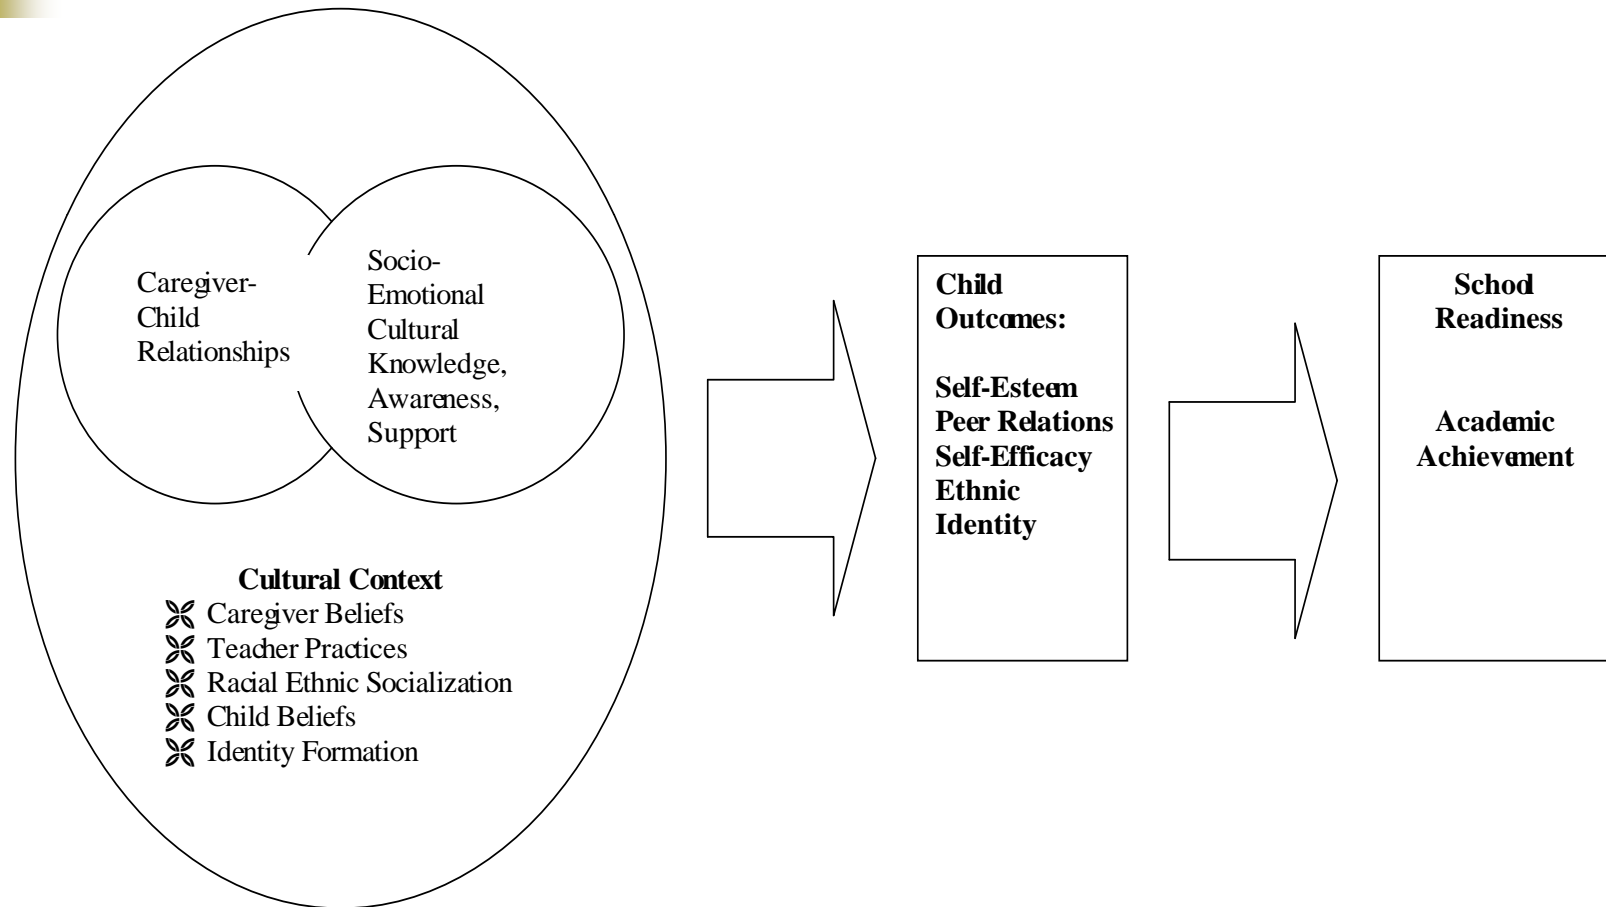 Caregiver-
Child
Relationships
Socio-
Emotional
Cultural
Knowledge,
Awareness,
Support
Cultural Context
Caregiver Beliefs
Teacher Practices
Racial Ethnic Socialization
Child Beliefs
Identity Formation
Child
Outcomes:
Self-Esteem
Peer Relations
Self-Efficacy
Ethnic
Identity
School
Readiness
Academic
Achievement